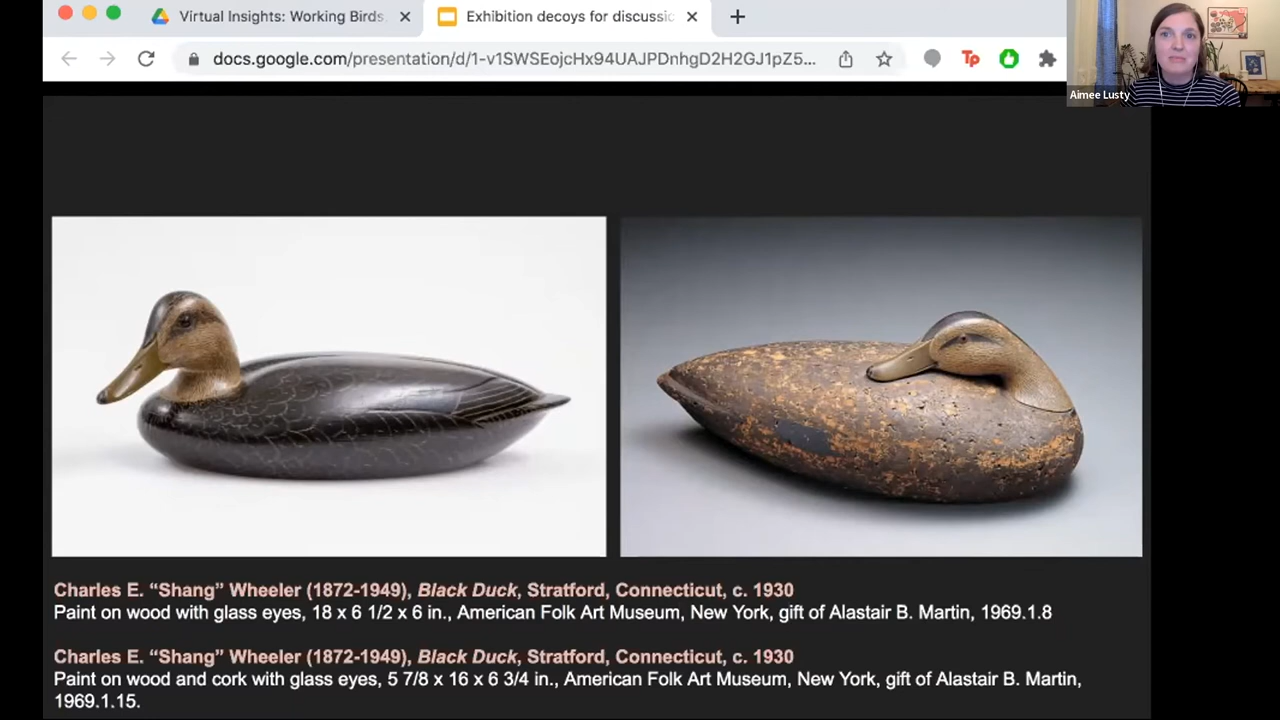 Virtual Insights: Working Birds
Exhibition decoys for discussic
docs.google.com/presentation/d/1-v1SWSEojcHx94UAJPDnhgD2H2GJ1pZ5...
Tp
Aimee Lusty
Charles E. “Shang” Wheeler (1872-1949), Black Duck, Stratford, Connecticut, c. 1930
Paint on wood with glass eyes, 18 x 6 1/2 x 6 in., American Folk Art Museum, New York, gift of Alastair B. Martin, 1969.1.8
Charles E. “Shang” Wheeler (1872-1949), Black Duck, Stratford, Connecticut, c. 1930
Paint on wood and cork with glass eyes, 5 7/8 x 16 x 6 3/4 in., American Folk Art Museum, New York, gift of Alastair B. Martin,
1969.1.15.